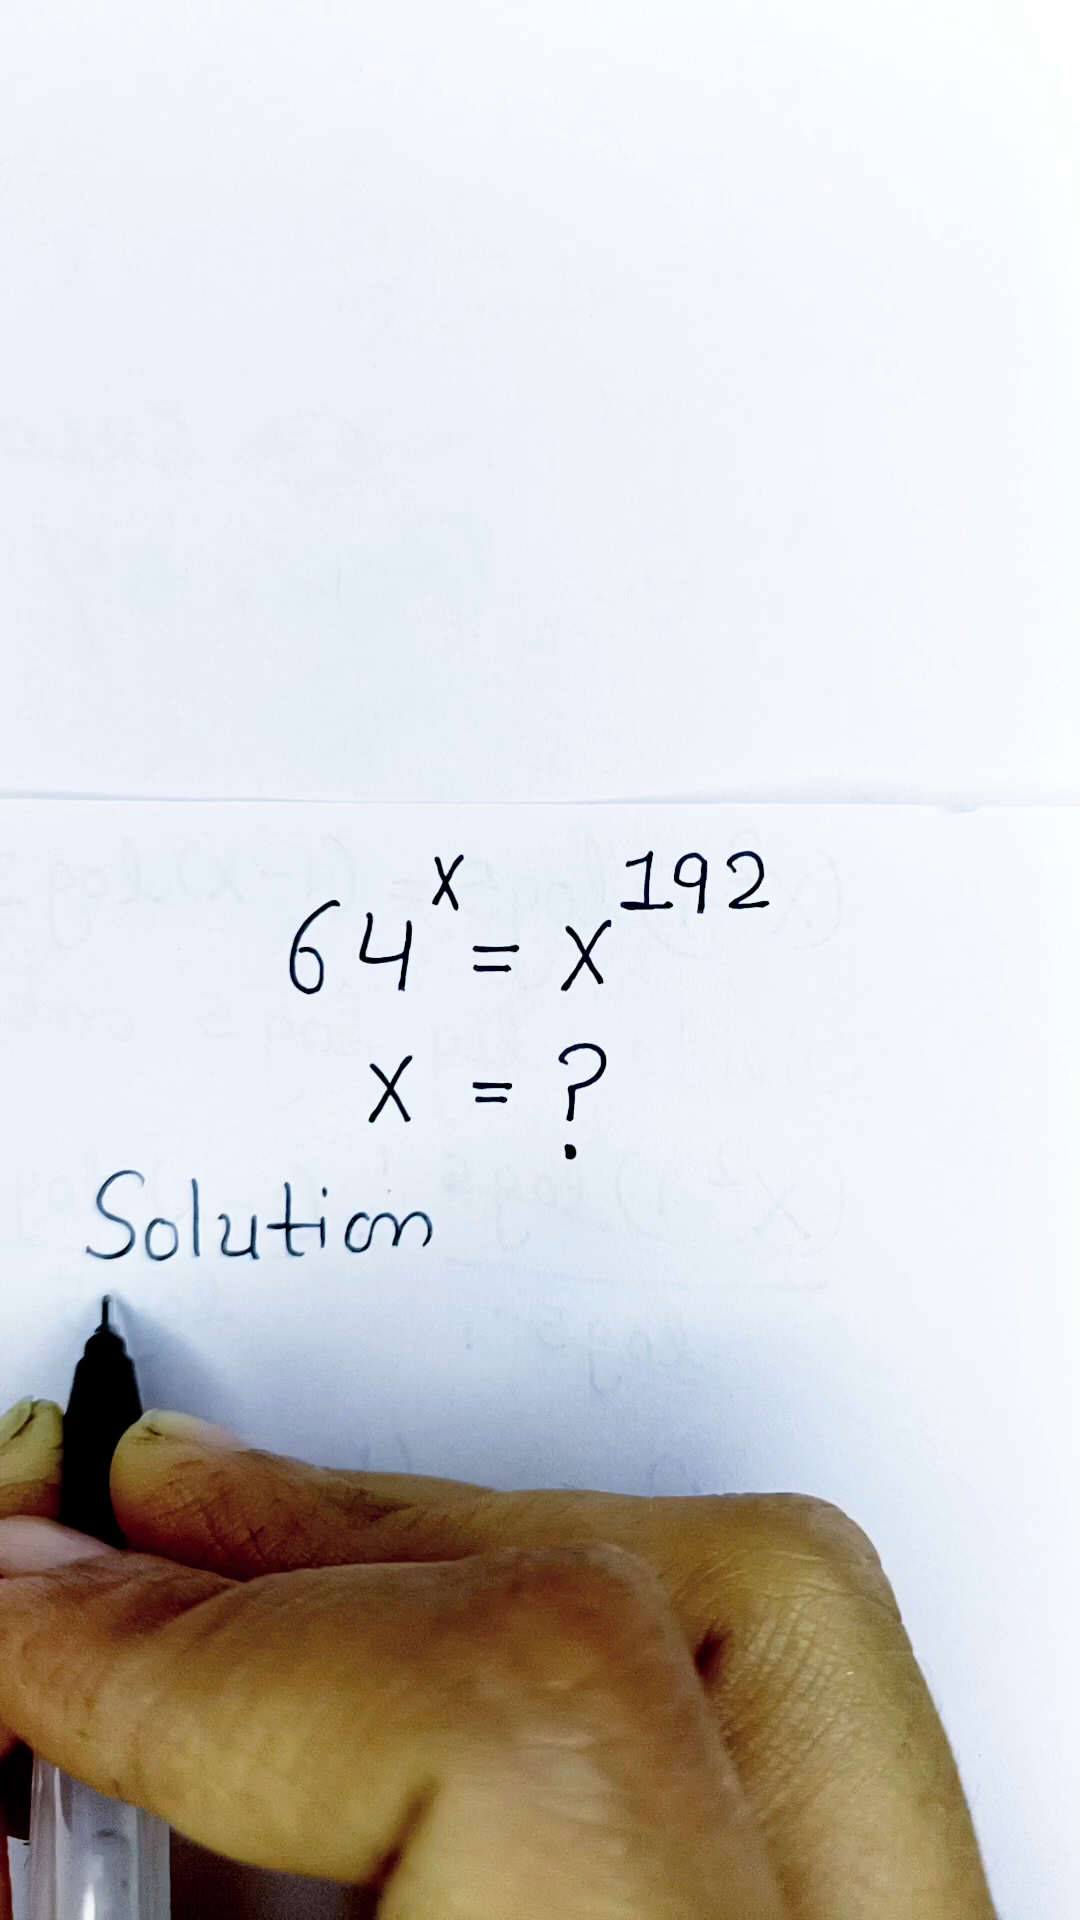 64^x = x^192
x = ?
Solution